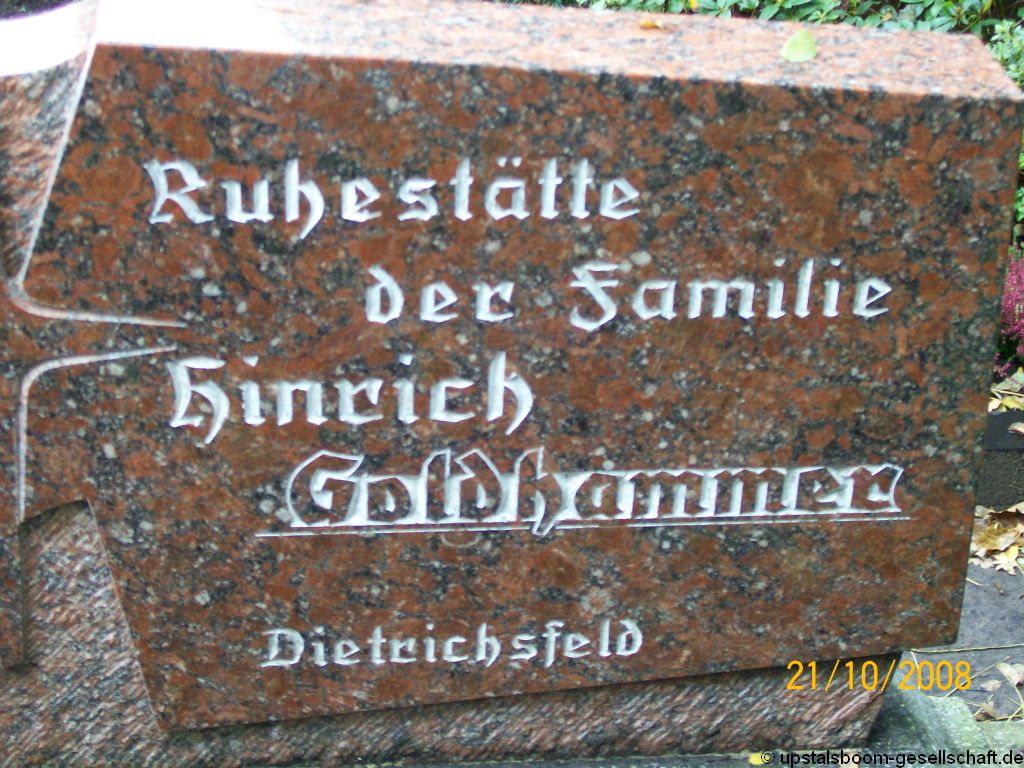 Ruhestätte
der Familie
Hinrich
Goldhammer
Dietrichsfeld
21/10/2008
© upstalsboom-gesellschaft.de